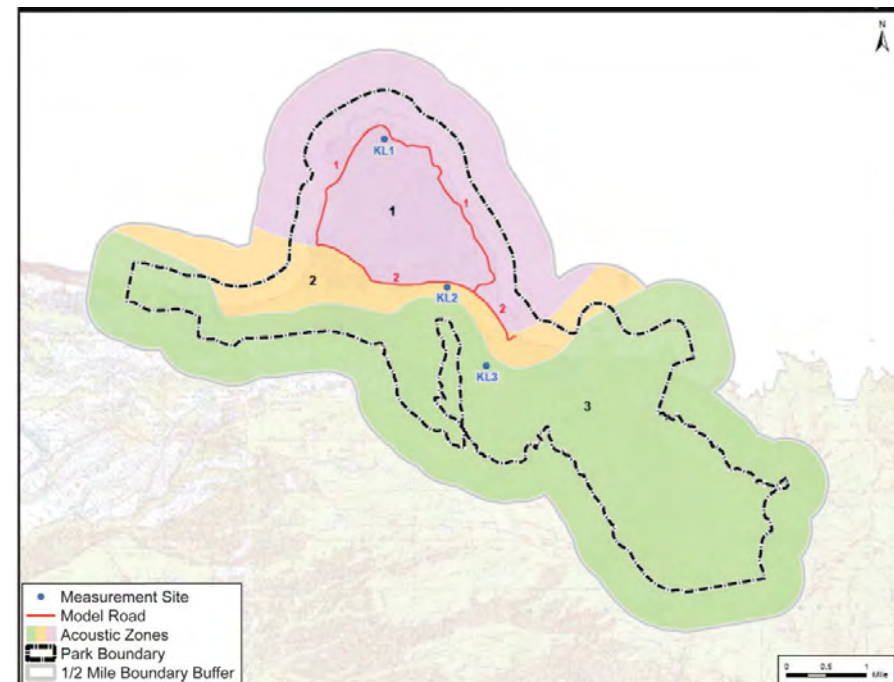 N
KL1
1
1
1
2
2
KL2
2
KL3
3
Measurement Site
Model Road
Acoustic Zones
Park Boundary
1/2 Mile Boundary Buffer
0 0.5 1
Mile